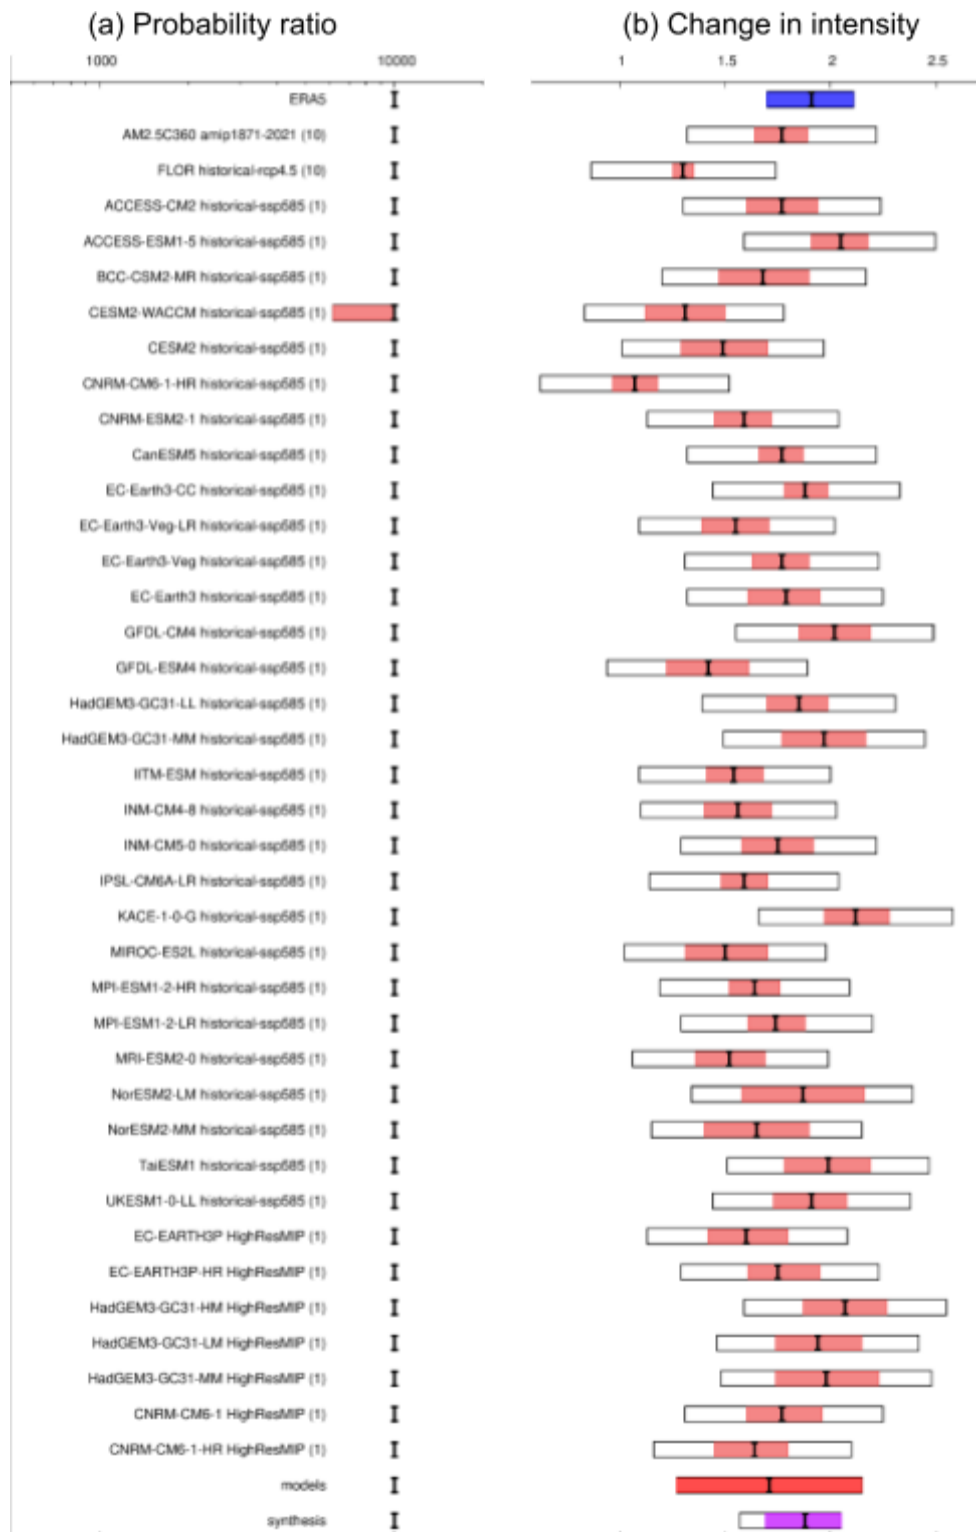 (a) Probability ratio (b) Change in intensity
1000 10000 1 1.5 2 2.5
ERA5
AM2.5C360 amip1871-2021 (10)
FLOR historical-rcp4.5 (10)
ACCESS-CM2 historical-ssp585 (1)
ACCESS-ESM1-5 historical-ssp585 (1)
BCC-CSM2-MR historical-ssp585 (1)
CESM2-WACCM historical-ssp585 (1)
CESM2 historical-ssp585 (1)
CNRM-CM6-1-HR historical-ssp585 (1)
CNRM-ESM2-1 historical-ssp585 (1)
CanESM5 historical-ssp585 (1)
EC-Earth3-CC historical-ssp585 (1)
EC-Earth3-Veg-LR historical-ssp585 (1)
EC-Earth3-Veg historical-ssp585 (1)
EC-Earth3 historical-ssp585 (1)
GFDL-CM4 historical-ssp585 (1)
GFDL-ESM4 historical-ssp585 (1)
HadGEM3-GC31-LL historical-ssp585 (1)
HadGEM3-GC31-MM historical-ssp585 (1)
IITM-ESM historical-ssp585 (1)
INM-CM4-8 historical-ssp585 (1)
INM-CM5-0 historical-ssp585 (1)
IPSL-CM6A-LR historical-ssp585 (1)
KACE-1-0-G historical-ssp585 (1)
MIROC-ES2L historical-ssp585 (1)
MPI-ESM1-2-HR historical-ssp585 (1)
MPI-ESM1-2-LR historical-ssp585 (1)
MRI-ESM2-0 historical-ssp585 (1)
NorESM2-LM historical-ssp585 (1)
NorESM2-MM historical-ssp585 (1)
TaiESM1 historical-ssp585 (1)
UKESM1-0-LL historical-ssp585 (1)
EC-EARTH3P HighResMIP (1)
EC-EARTH3P-HR HighResMIP (1)
HadGEM3-GC31-HM HighResMIP (1)
HadGEM3-GC31-LM HighResMIP (1)
HadGEM3-GC31-MM HighResMIP (1)
CNRM-CM6-1 HighResMIP (1)
CNRM-CM6-1-HR HighResMIP (1)
models
synthesis